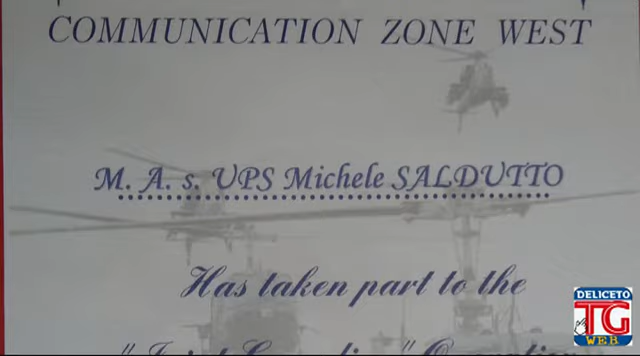 COMMUNICATION ZONE WEST
M. A. s. UPS Michele SALDUTTO
Has taken part to the
DELICETO
TG
WEB